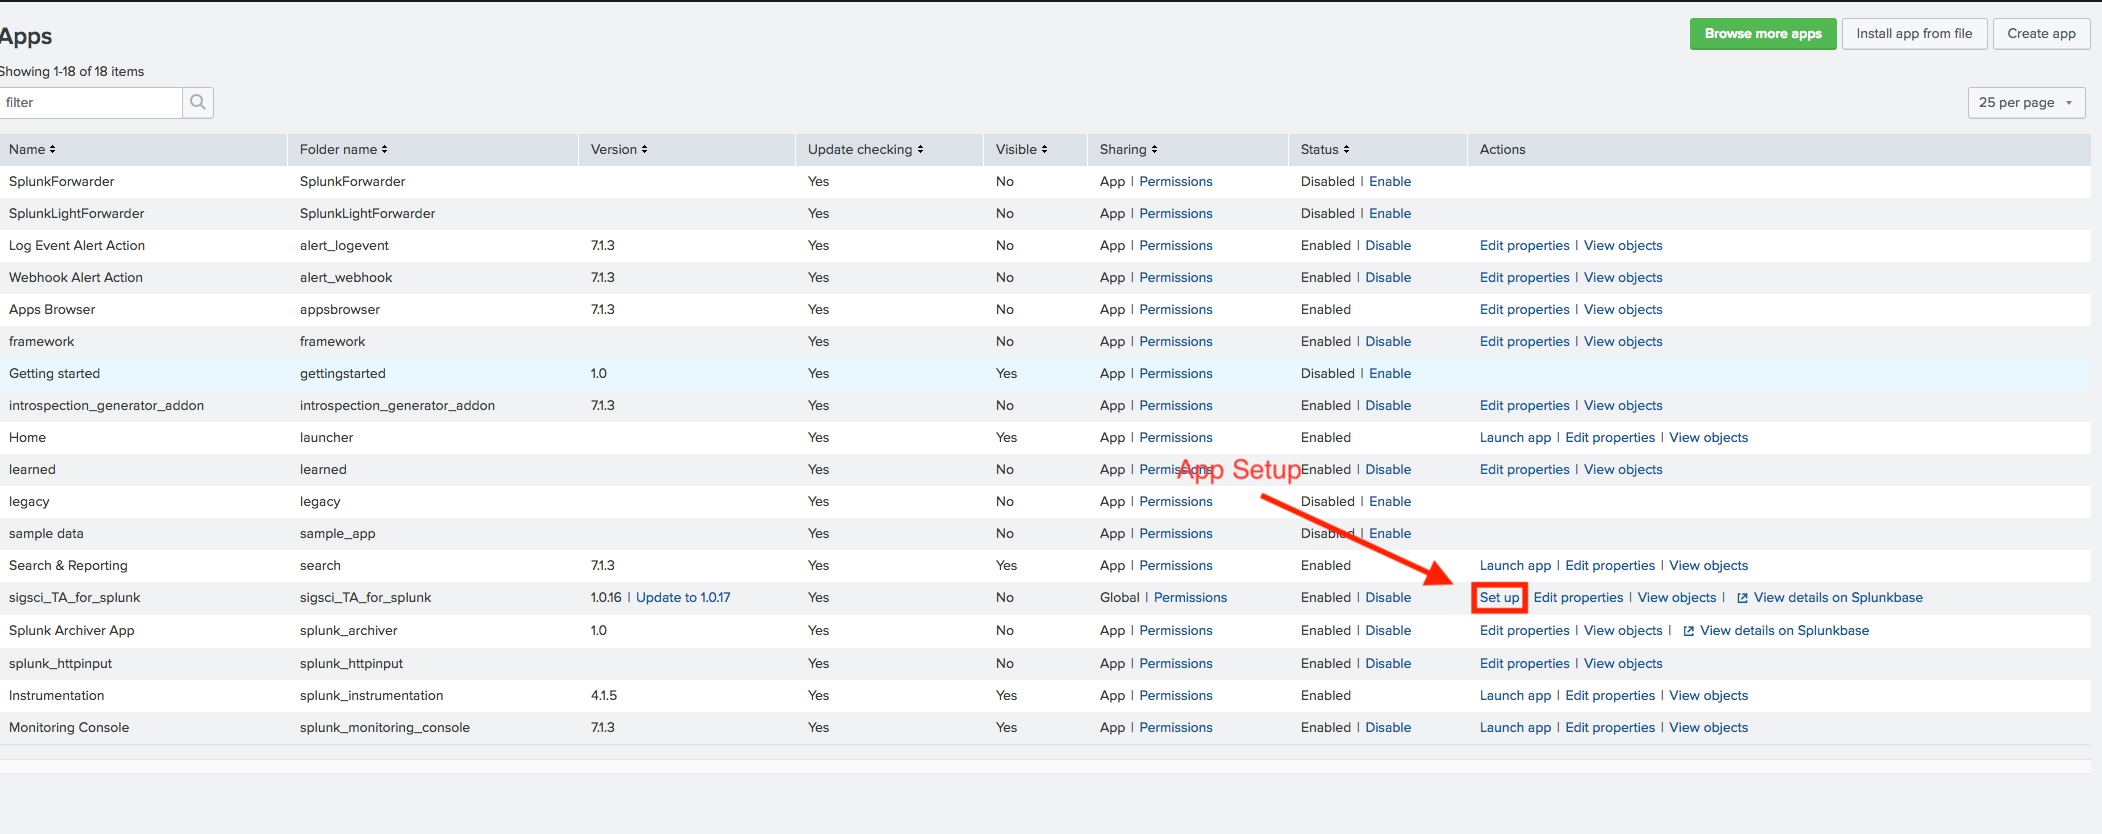 Apps
Browse more apps Install app from file Create app
Showing 1-18 of 18 items
filter
25 per page
Name Folder name Version Update checking Visible Sharing Status Actions
SplunkForwarder SplunkForwarder Yes No App | Permissions Disabled | Enable
SplunkLightForwarder SplunkLightForwarder Yes No App | Permissions Disabled | Enable
Log Event Alert Action alert_logevent 7.1.3 Yes No App | Permissions Enabled | Disable Edit properties | View objects
Webhook Alert Action alert_webhook 7.1.3 Yes No App | Permissions Enabled | Disable Edit properties | View objects
Apps Browser appsbrowser 7.1.3 Yes No App | Permissions Enabled Edit properties | View objects
framework framework Yes No App | Permissions Enabled | Disable Edit properties | View objects
Getting started gettingstarted 1.0 Yes Yes App | Permissions Disabled | Enable
introspection_generator_addon introspection_generator_addon 7.1.3 Yes No App | Permissions Enabled | Disable Edit properties | View objects
Home launcher Yes Yes App | Permissions Enabled Launch app | Edit properties | View objects
learned learned Yes No App | Permissions Enabled | Disable Edit properties | View objects
App Setup
legacy legacy Yes No App | Permissions Disabled | Enable
sample data sample_app Yes No App | Permissions Disabled | Enable
Search & Reporting search 7.1.3 Yes Yes App | Permissions Enabled Launch app | Edit properties | View objects
sigsci_TA_for_splunk sigsci_TA_for_splunk 1.0.16 | Update to 1.0.17 Yes No Global | Permissions Enabled | Disable Set up Edit properties | View objects | View details on Splunkbase
Splunk Archiver App splunk_archiver 1.0 Yes No App | Permissions Enabled | Disable Edit properties | View objects | View details on Splunkbase
splunk_httpinput splunk_httpinput Yes No App | Permissions Enabled | Disable Edit properties | View objects
Instrumentation splunk_instrumentation 4.1.5 Yes Yes App | Permissions Enabled Launch app | Edit properties | View objects
Monitoring Console splunk_monitoring_console 7.1.3 Yes Yes App | Permissions Enabled | Disable Launch app | Edit properties | View objects